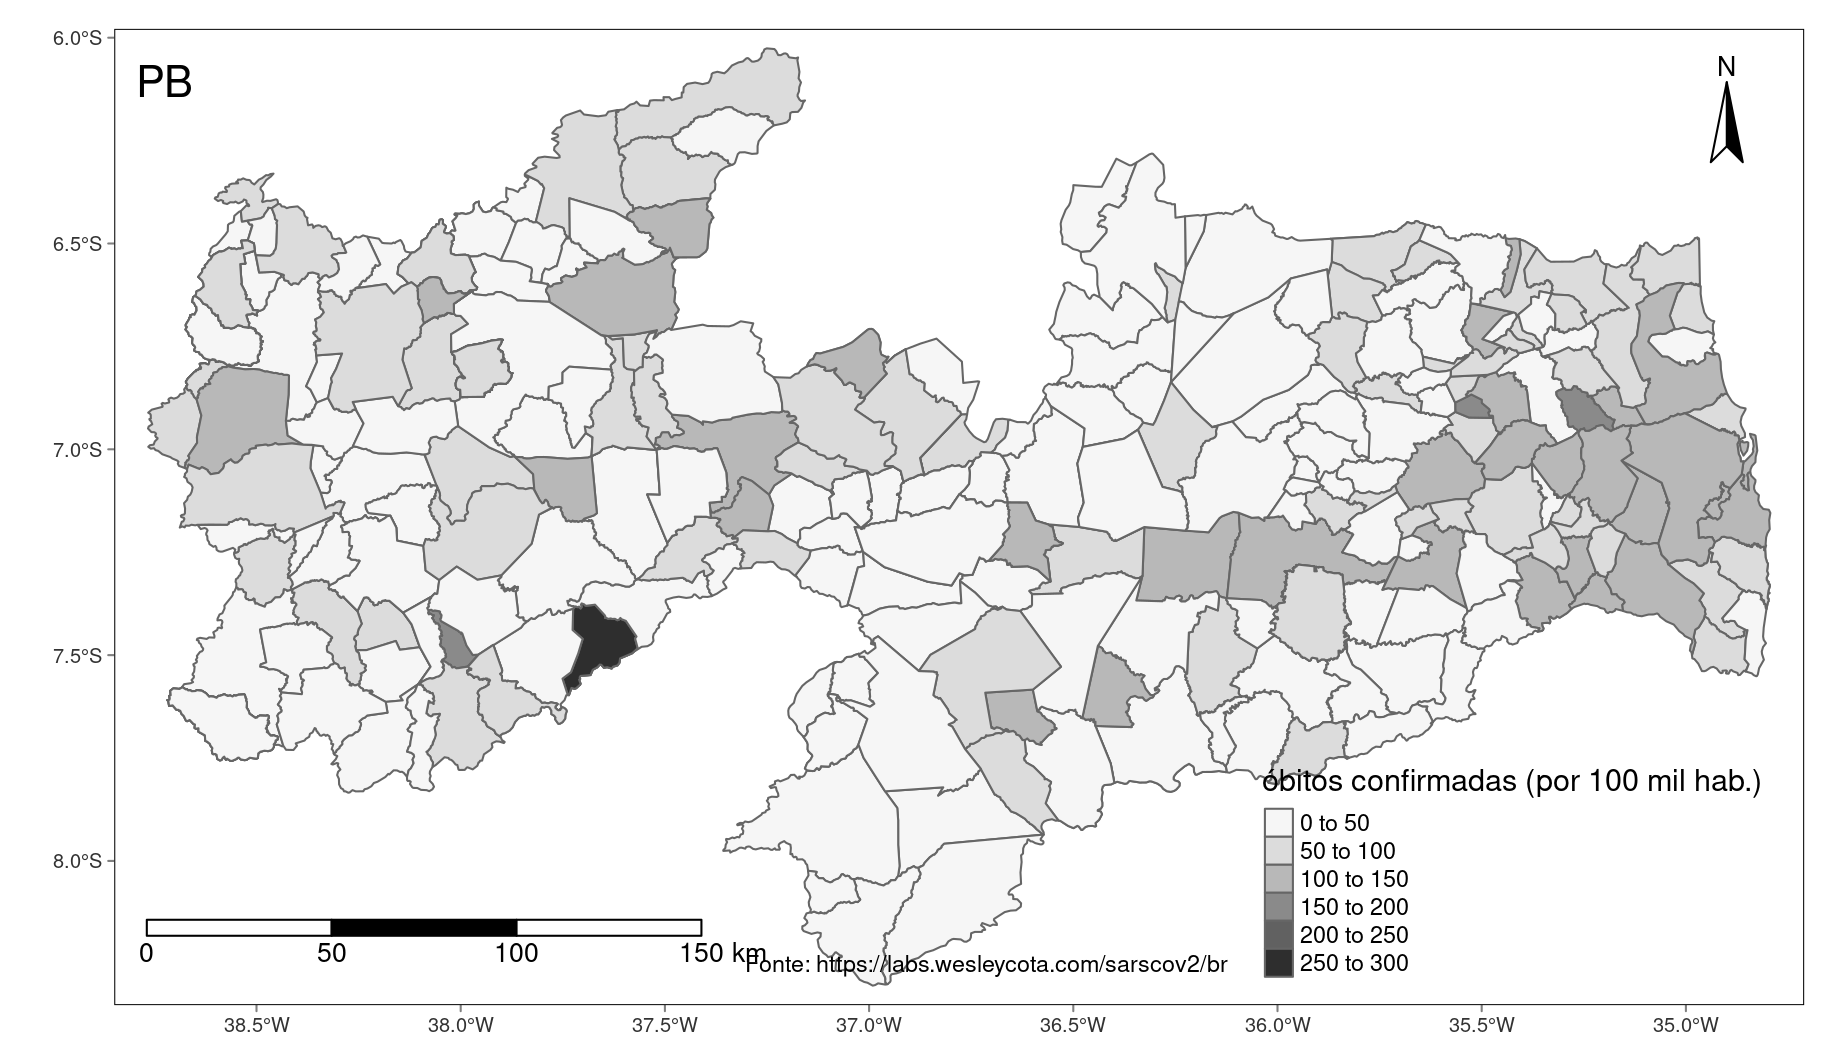 6.0°S
PB
N
6.5°S
7.0°S
7.5°S
8.0°S
óbitos confirmadas (por 100 mil hab.)
0 to 50
50 to 100
100 to 150
150 to 200
200 to 250
250 to 300
0 50 100 150 km
Fonte: https://labs.wesleycota.com/sarscov2/br
38.5°W 38.0°W 37.5°W 37.0°W 36.5°W 36.0°W 35.5°W 35.0°W